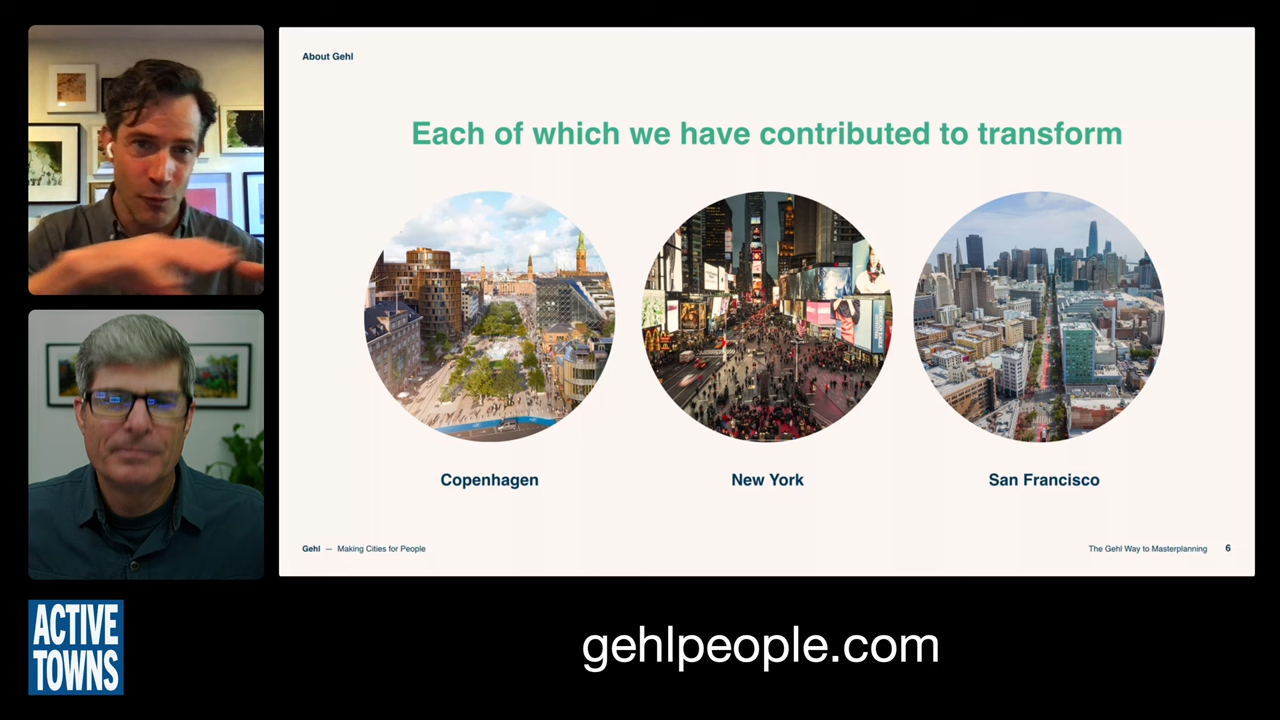 About Gehl
Each of which we have contributed to transform
Copenhagen
New York
San Francisco
Gehl — Making Cities for People
The Gehl Way to Masterplanning 6
ACTIVE
TOWNS
gehlpeople.com